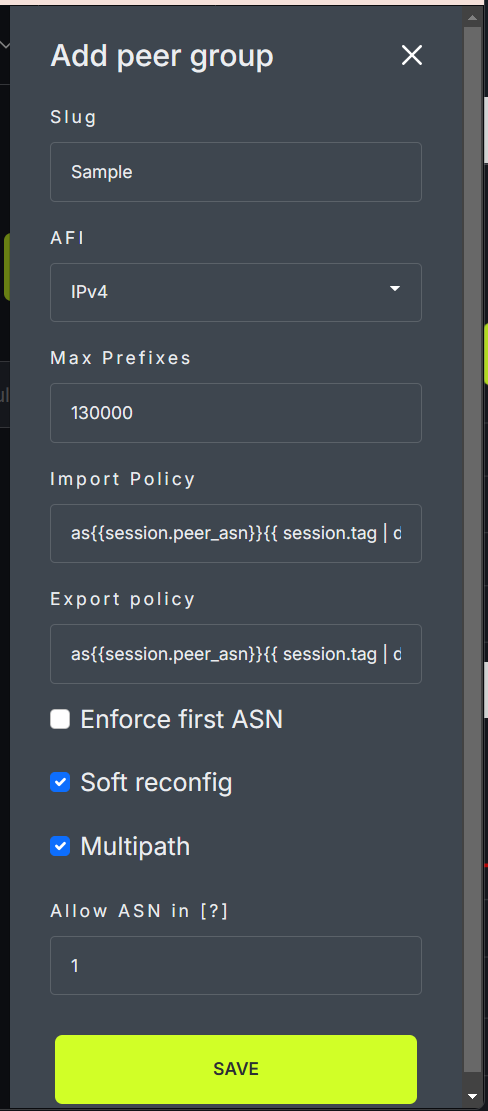 Add peer group
Slug
Sample
AFI
IPv4
Max Prefixes
130000
Import Policy
as{{session.peer_asn}}{{ session.tag | d
Export policy
as{{session.peer_asn}}{{ session.tag | d
Enforce first ASN
Soft reconfig
Multipath
Allow ASN in [?]
1
SAVE